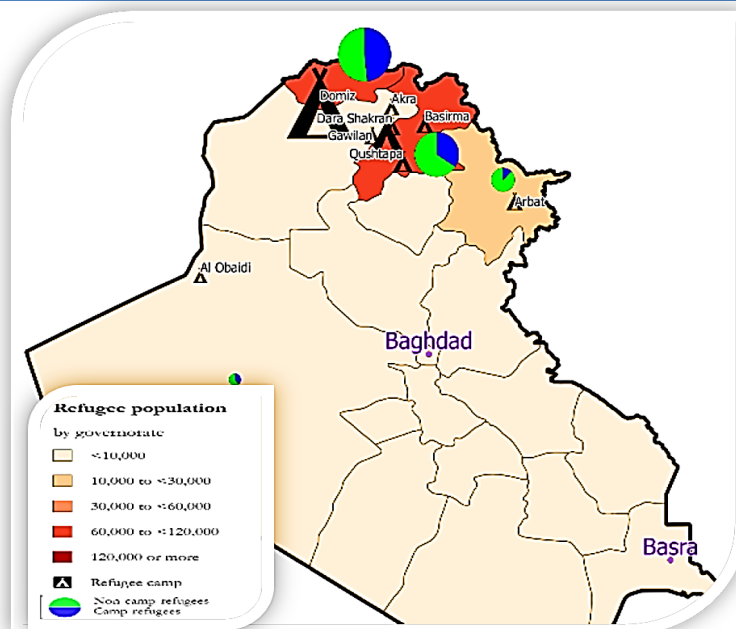 Domiz
Akra
Dara Shakran
Basirma
Gawilan
Qushtapa
Arbat
Al Obaidi
Baghdad
Refugee population
by governorate
<10,000
10,000 to <30,000
30,000 to <60,000
60,000 to <120,000
120,000 or more
Refugee camp
Non camp refugees
Camp refugees
Basra